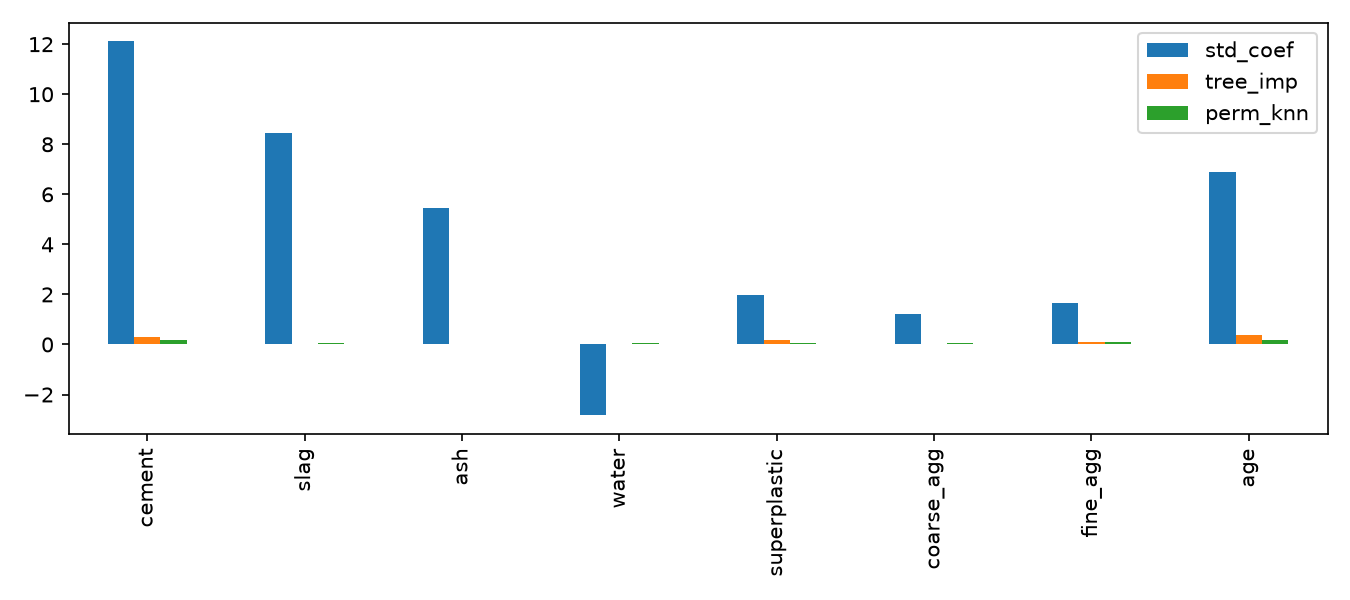 12
10
8
6
4
2
0
−2
std_coef
tree_imp
perm_knn
cement
slag
ash
water
superplastic
coarse_agg
fine_agg
age